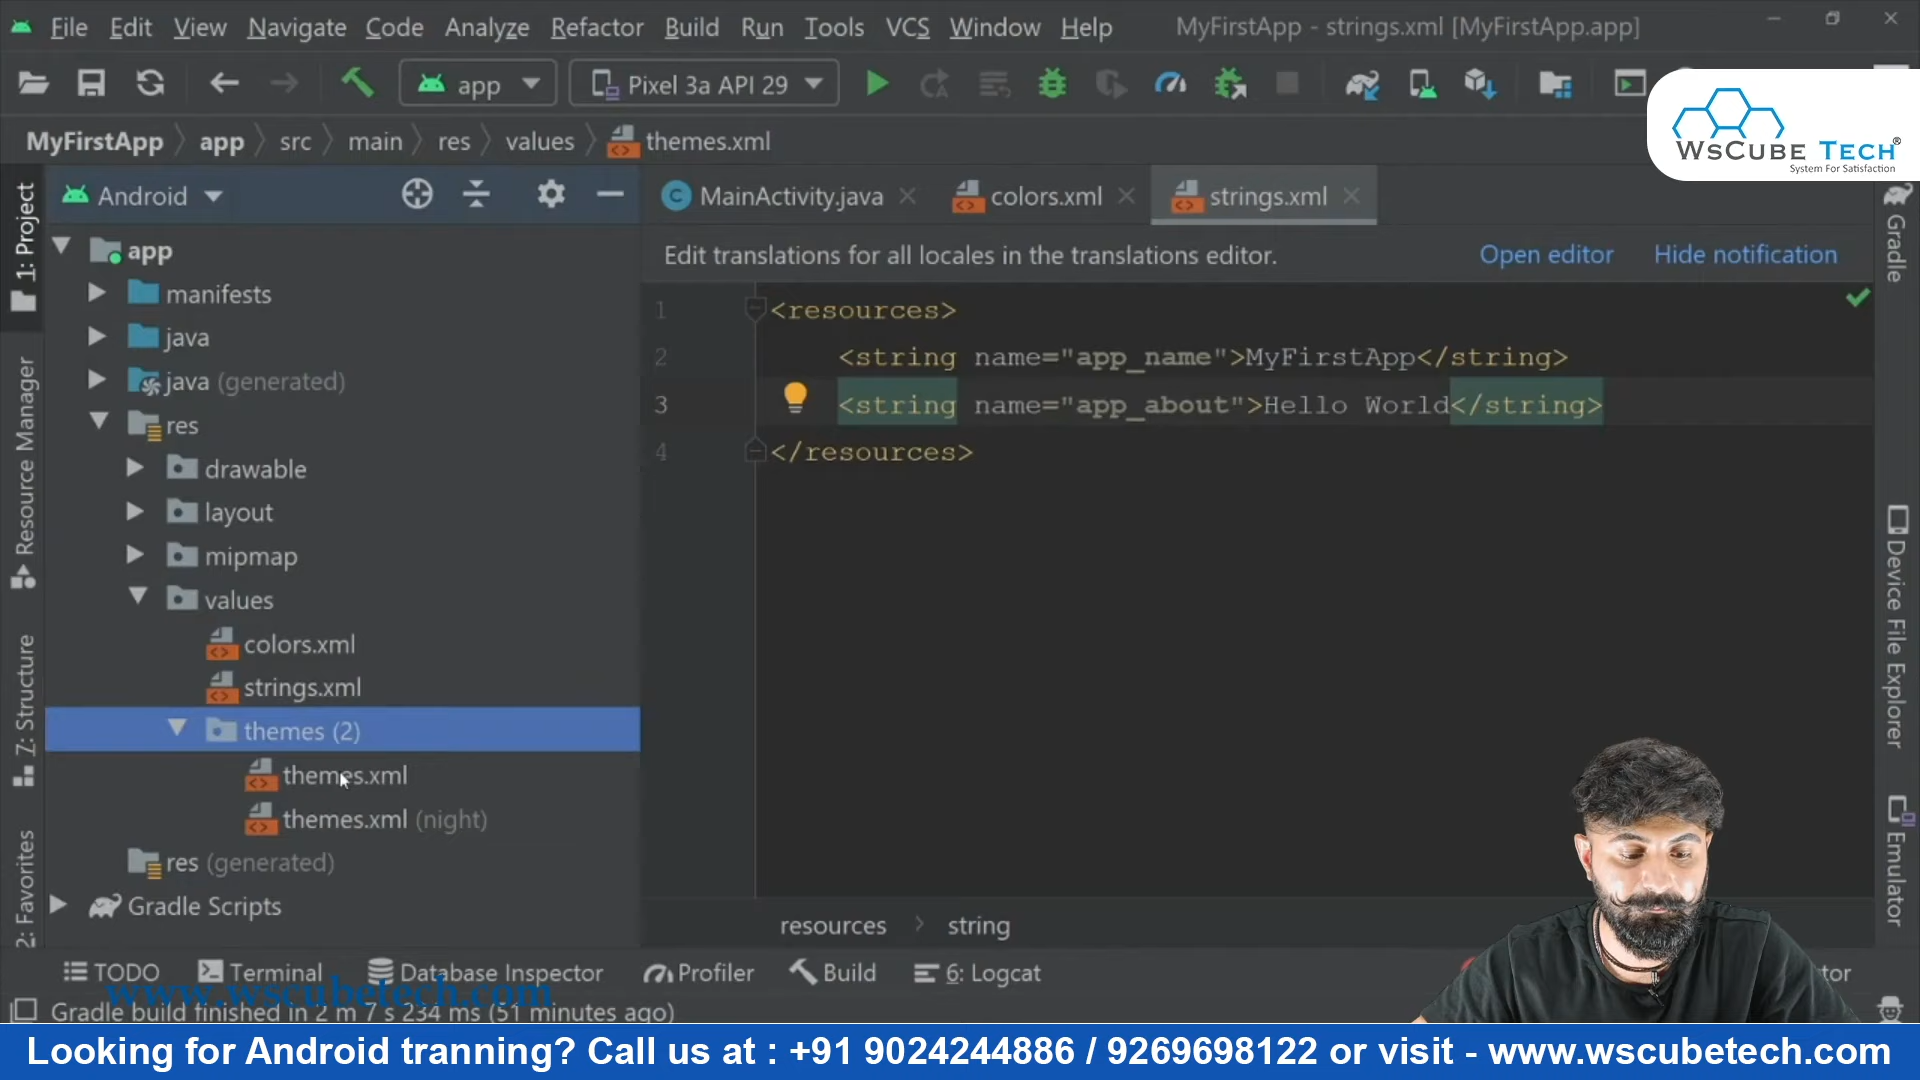 File Edit View Navigate Code Analyze Refactor Build Run Tools VCS Window Help MyFirstApp - strings.xml [MyFirstApp.app]
app Pixel 3a API 29
WsCube Tech®
System For Satisfaction
MyFirstApp app src main res values themes.xml
Android
MainActivity.java colors.xml strings.xml
Edit translations for all locales in the translations editor. Open editor Hide notification
1: Project
Resource Manager
Z: Structure
2: Favorites
app
manifests
java
java (generated)
res
drawable
layout
mipmap
values
colors.xml
strings.xml
themes (2)
themes.xml
themes.xml (night)
res (generated)
Gradle Scripts
1 <resources>
2 <string name="app_name">MyFirstApp</string>
3 <string name="app_about">Hello World</string>
4 </resources>
resources string
Gradle
Device File Explorer
Emulator
TODO Terminal Database Inspector Profiler Build 6: Logcat
www.wscubetech.com
Gradle build finished in 2 m 7 s 234 ms (51 minutes ago)
Looking for Android tranning? Call us at : +91 9024244886 / 9269698122 or visit - www.wscubetech.com